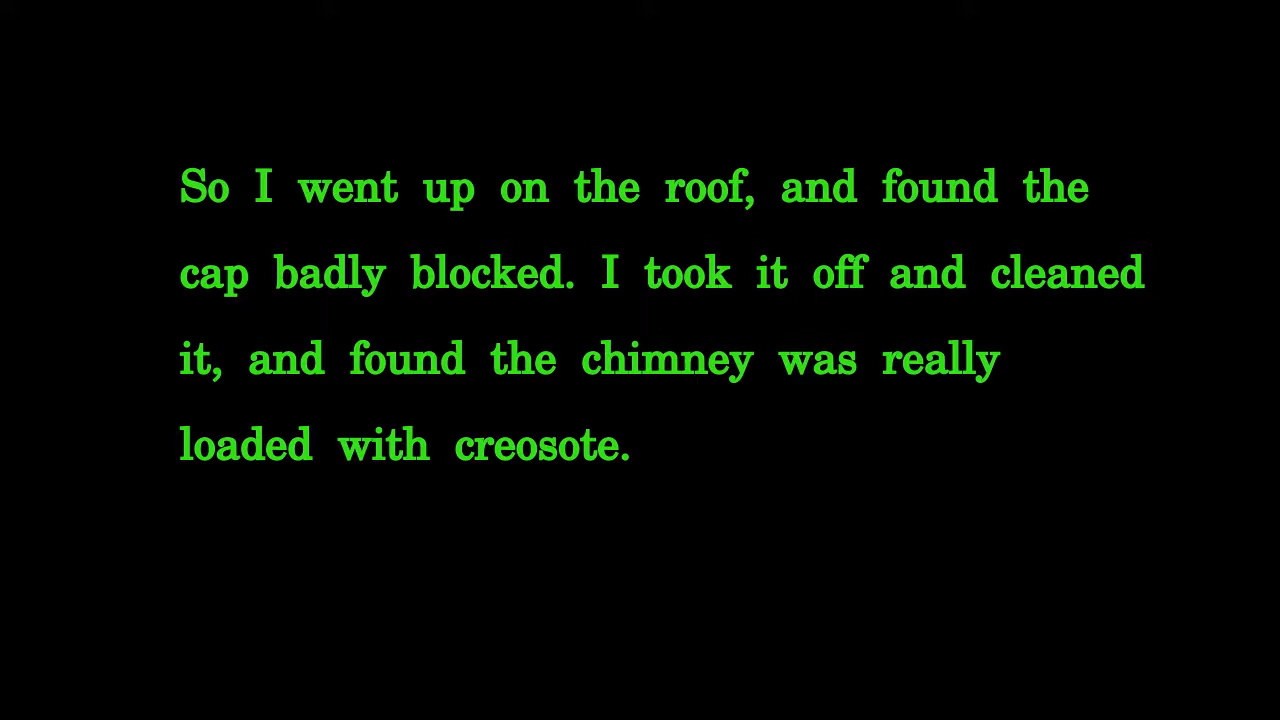 So I went up on the roof, and found the
cap badly blocked. I took it off and cleaned
it, and found the chimney was really
loaded with creosote.